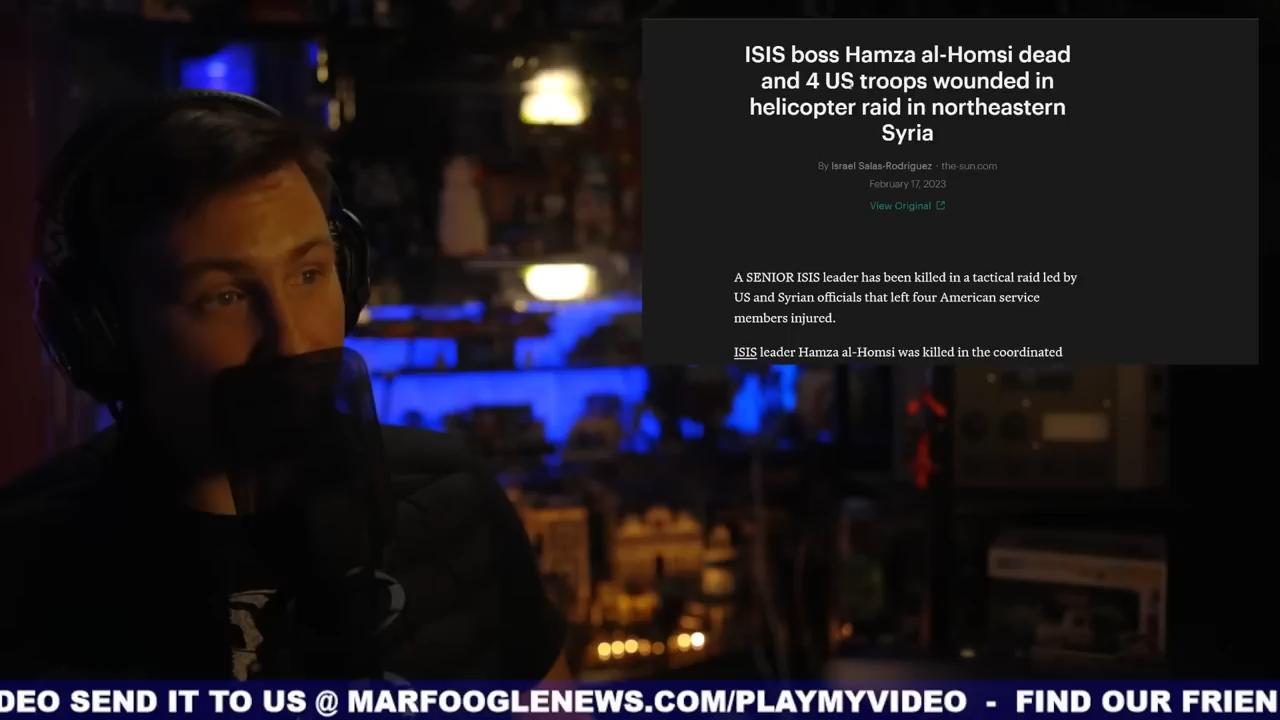 ISIS boss Hamza al-Homsi dead
and 4 US troops wounded in
helicopter raid in northeastern
Syria
By Israel Salas-Rodriguez · the-sun.com
February 17, 2023
View Original
A SENIOR ISIS leader has been killed in a tactical raid led by
US and Syrian officials that left four American service
members injured.
ISIS leader Hamza al-Homsi was killed in the coordinated
DEO SEND IT TO US @ MARFOOGLENEWS.COM/PLAYMYVIDEO - FIND OUR FRIEN